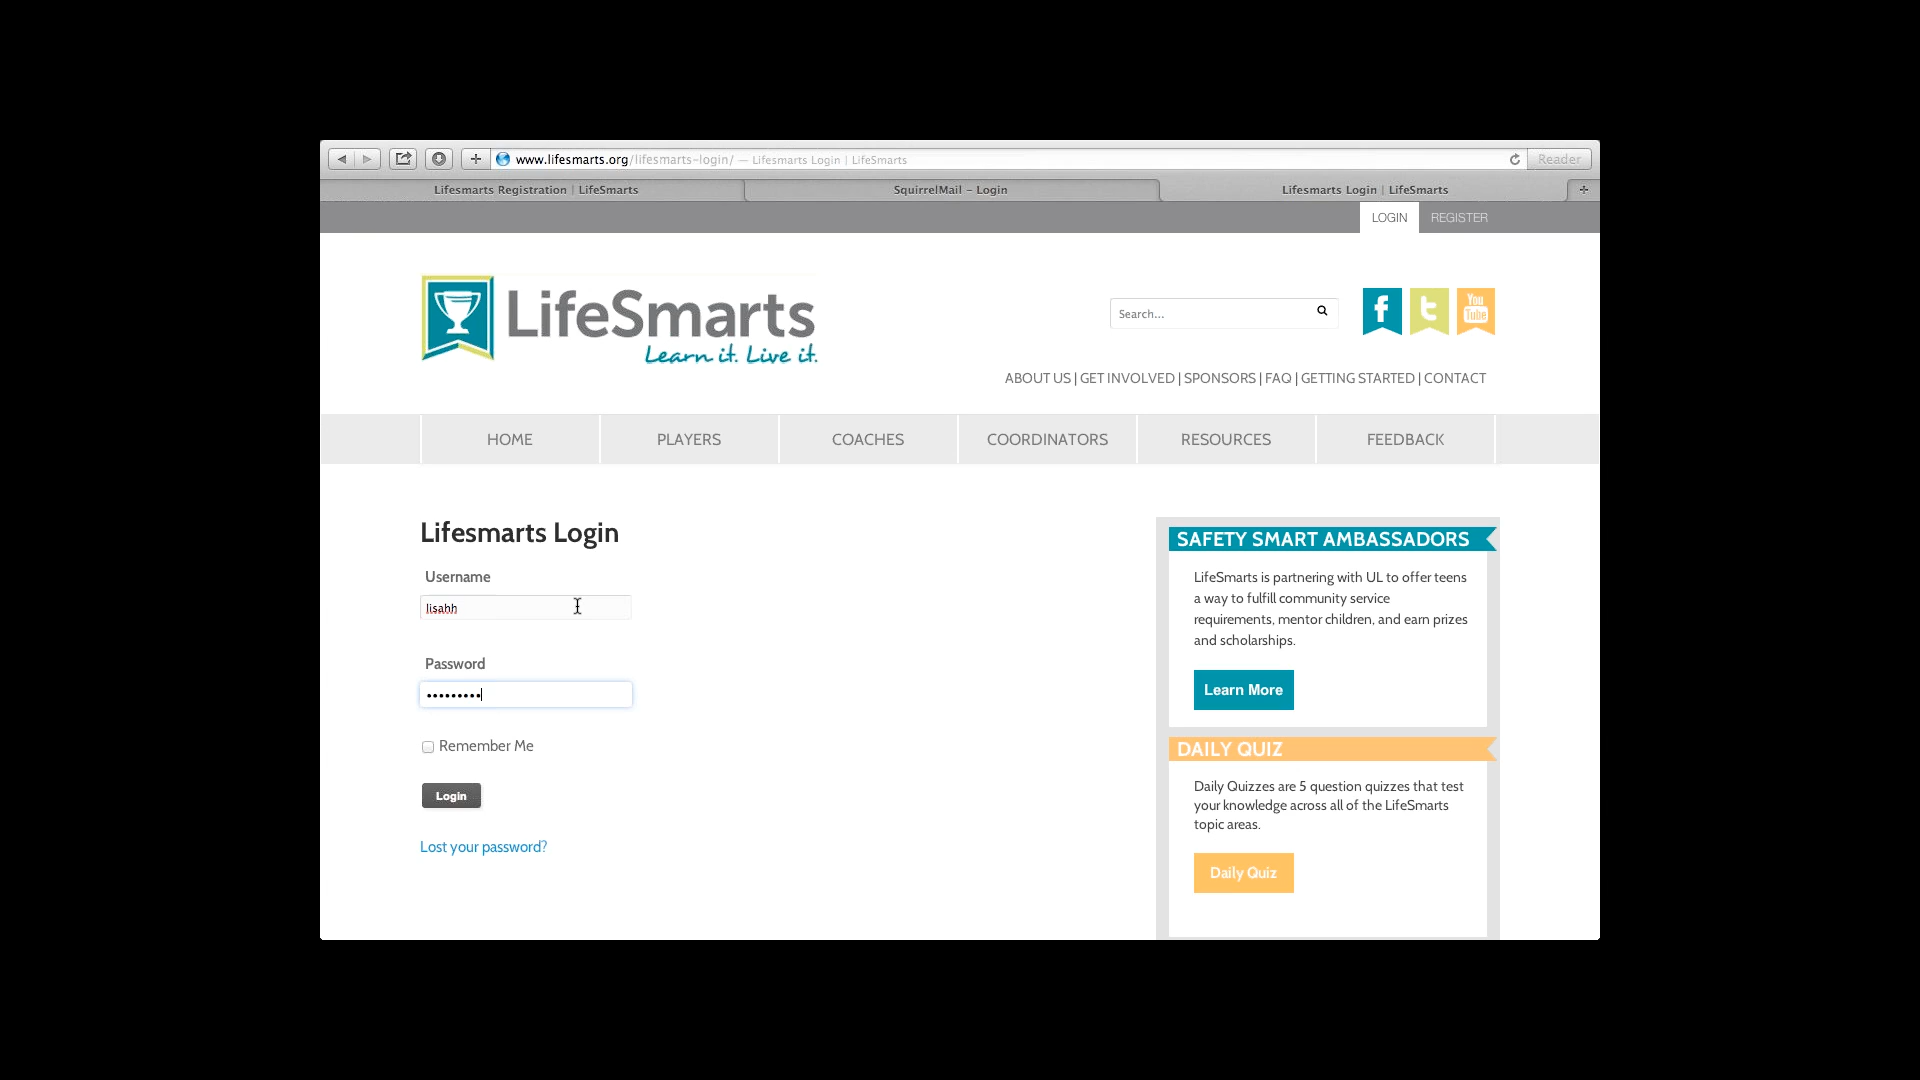 www.lifesmarts.org/lifesmarts-login/ — Lifesmarts Login | LifeSmarts
Reader
Lifesmarts Registration | LifeSmarts
SquirrelMail - Login
Lifesmarts Login | LifeSmarts
LOGIN
REGISTER
LifeSmarts
Learn it. Live it.
Search...
You Tube
ABOUT US | GET INVOLVED | SPONSORS | FAQ | GETTING STARTED | CONTACT
HOME
PLAYERS
COACHES
COORDINATORS
RESOURCES
FEEDBACK
Lifesmarts Login
Username
lisahh
Password
•••••••••
Remember Me
Login
Lost your password?
SAFETY SMART AMBASSADORS
LifeSmarts is partnering with UL to offer teens
a way to fulfill community service
requirements, mentor children, and earn prizes
and scholarships.
Learn More
DAILY QUIZ
Daily Quizzes are 5 question quizzes that test
your knowledge across all of the LifeSmarts
topic areas.
Daily Quiz